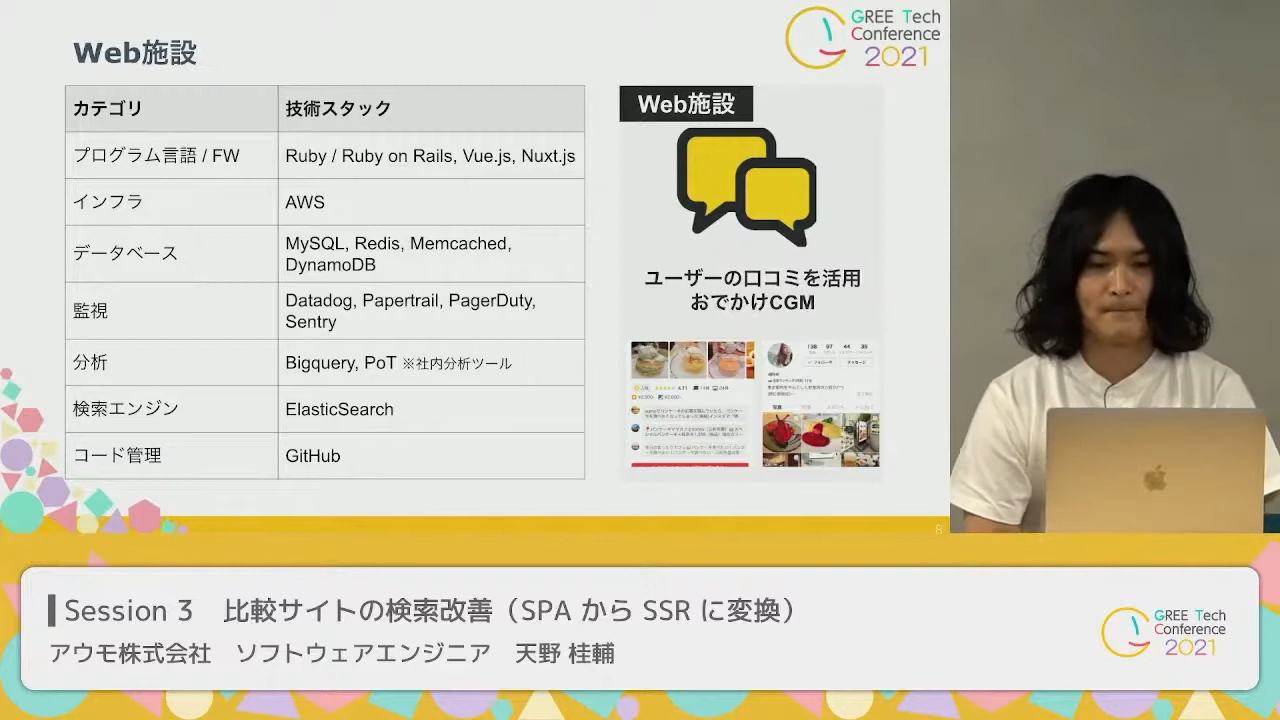 Web施設
GREE Tech
Conference
2021
カテゴリ 技術スタック
プログラム言語 / FW Ruby / Ruby on Rails, Vue.js, Nuxt.js
インフラ AWS
データベース MySQL, Redis, Memcached,
DynamoDB
監視 Datadog, Papertrail, PagerDuty,
Sentry
分析 Bigquery, PoT ※社内分析ツール
検索エンジン ElasticSearch
コード管理 GitHub
Web施設
ユーザーの口コミを活用
おでかけCGM
8
Session 3 比較サイトの検索改善（SPA から SSR に変換）
アウモ株式会社 ソフトウェアエンジニア 天野 桂輔
GREE Tech
Conference
2021